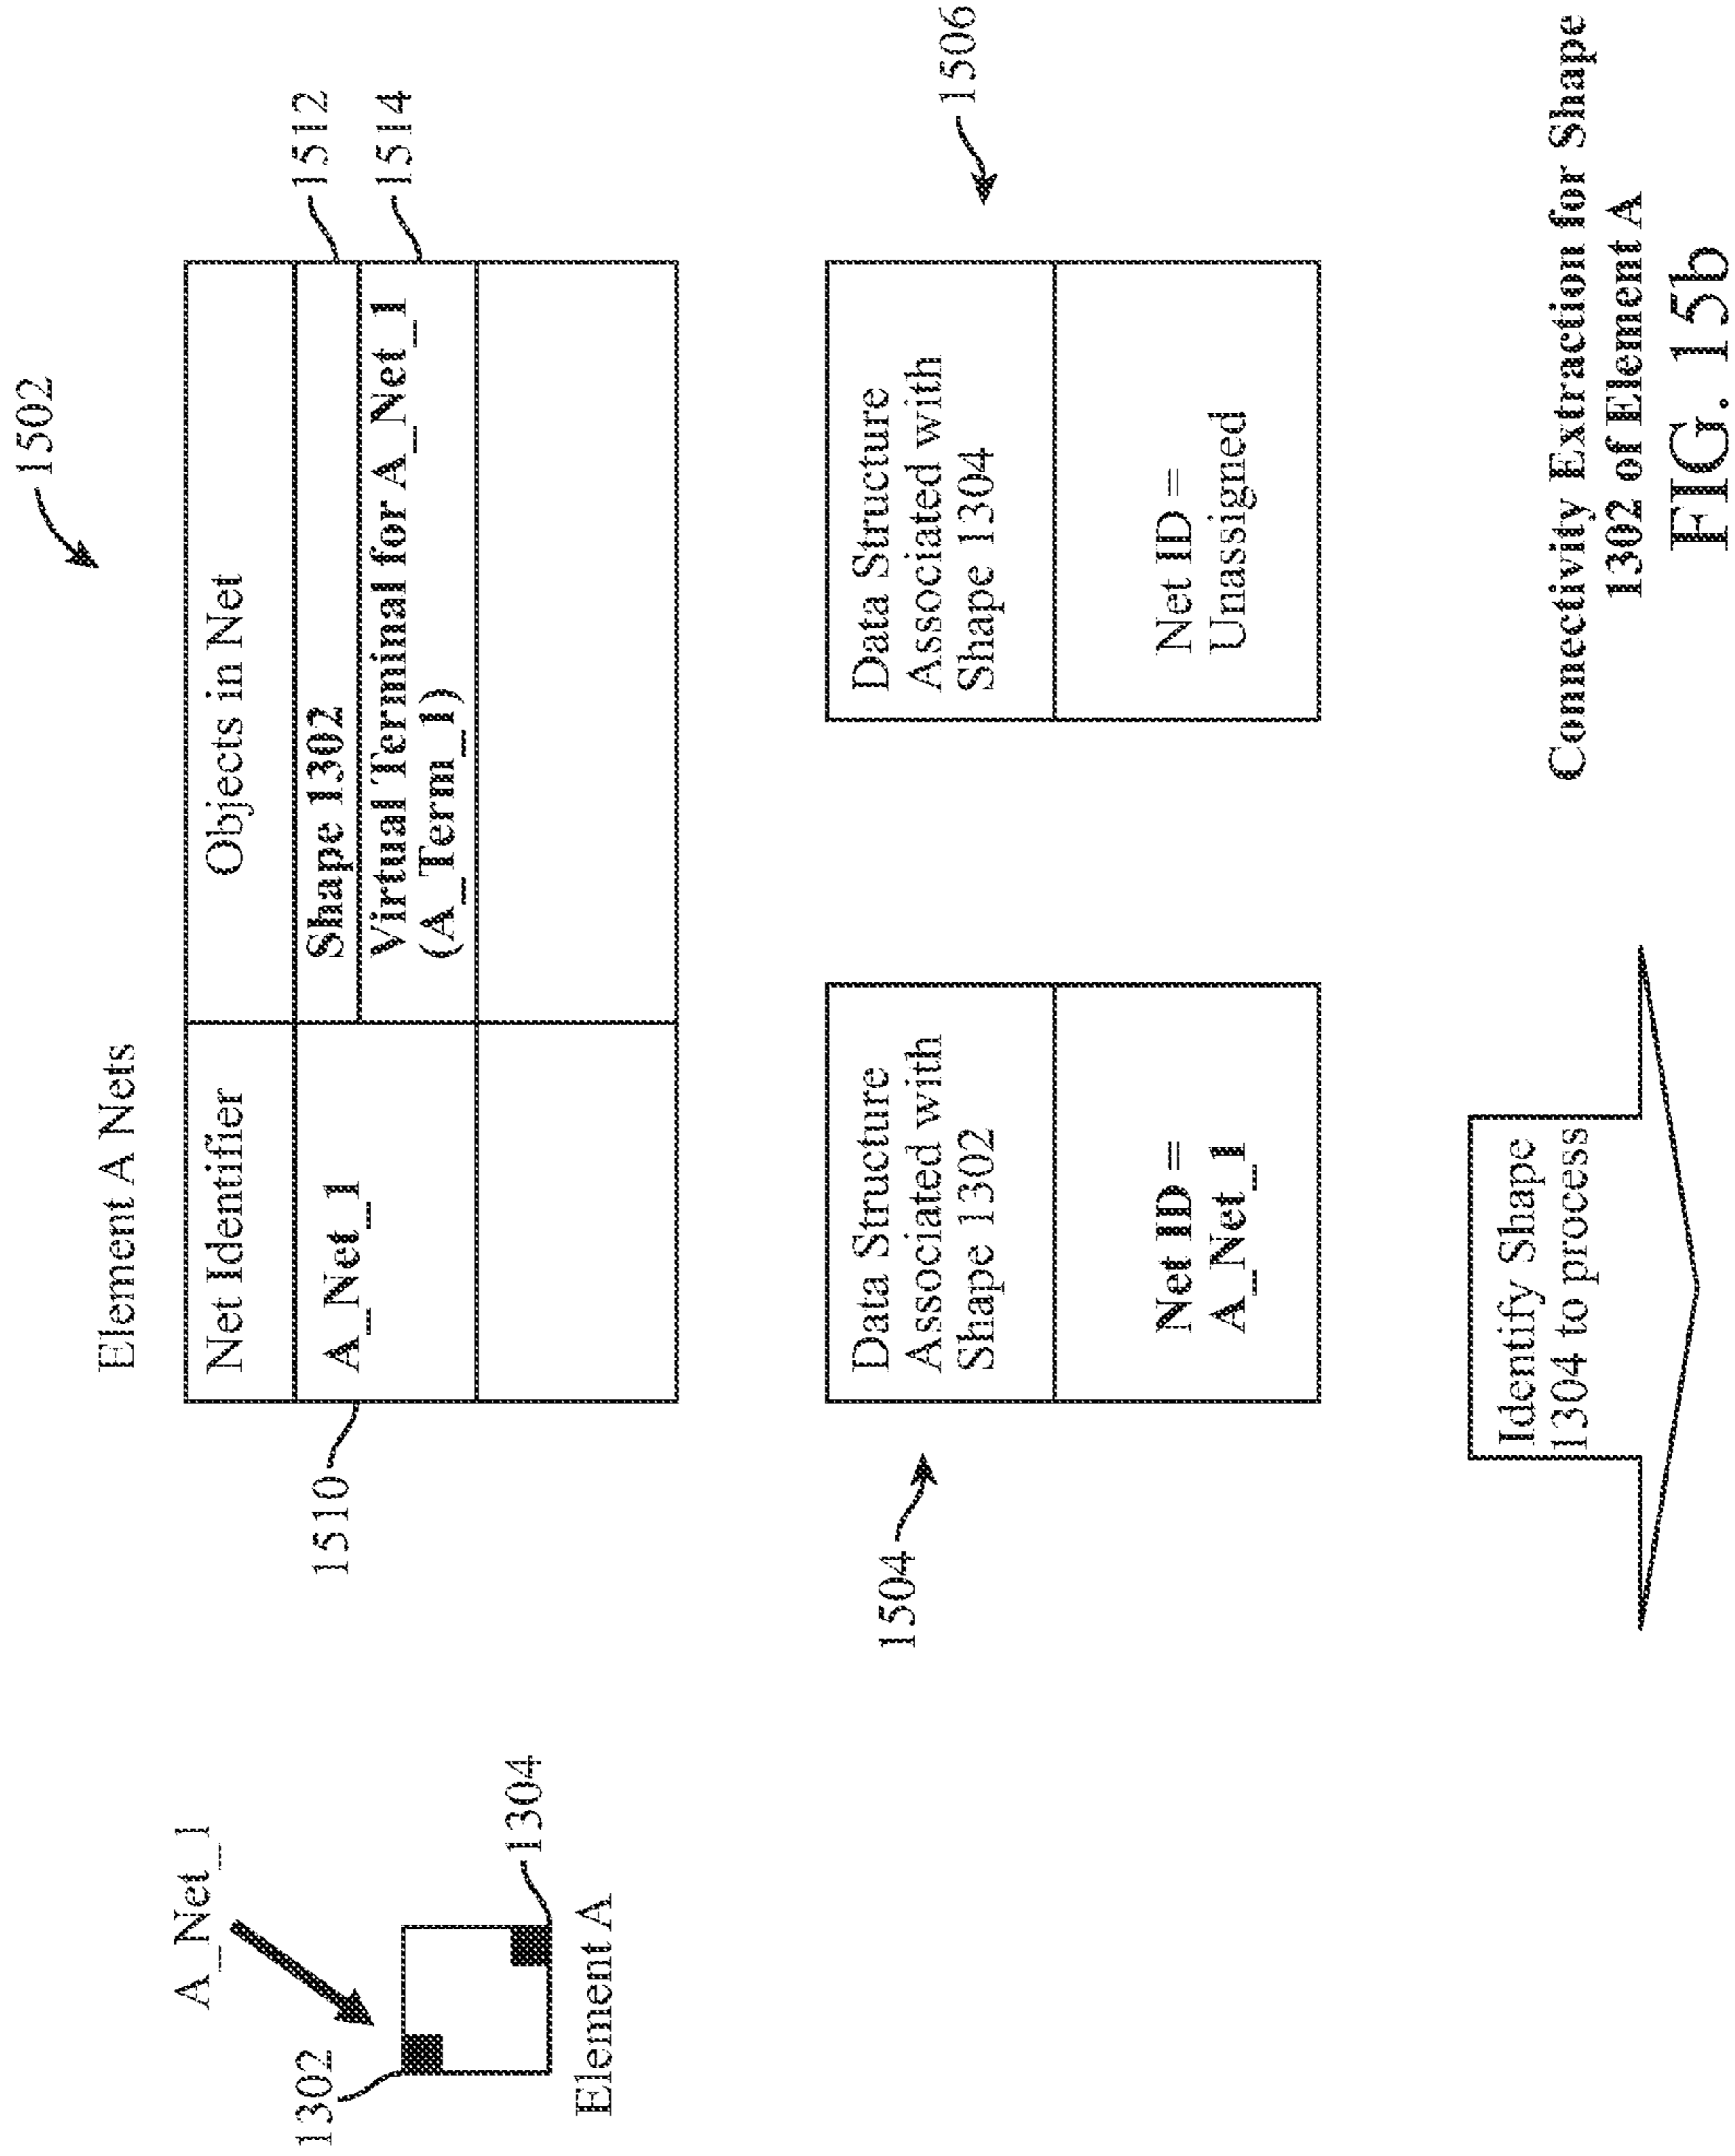 1502
Element A Nets
Net Identifier
Objects in Net
1510
A_Net_1
Shape 1302
1512
Virtual Terminal for A_Net_1
(A_Term_1)
1514
A_Net_1
1302
1304
Element A
1504
Data Structure
Associated with
Shape 1302
Net ID =
A_Net_1
Data Structure
Associated with
Shape 1304
Net ID =
Unassigned
1506
Identify Shape
1304 to process
Connectivity Extraction for Shape
1302 of Element A
FIG. 15b